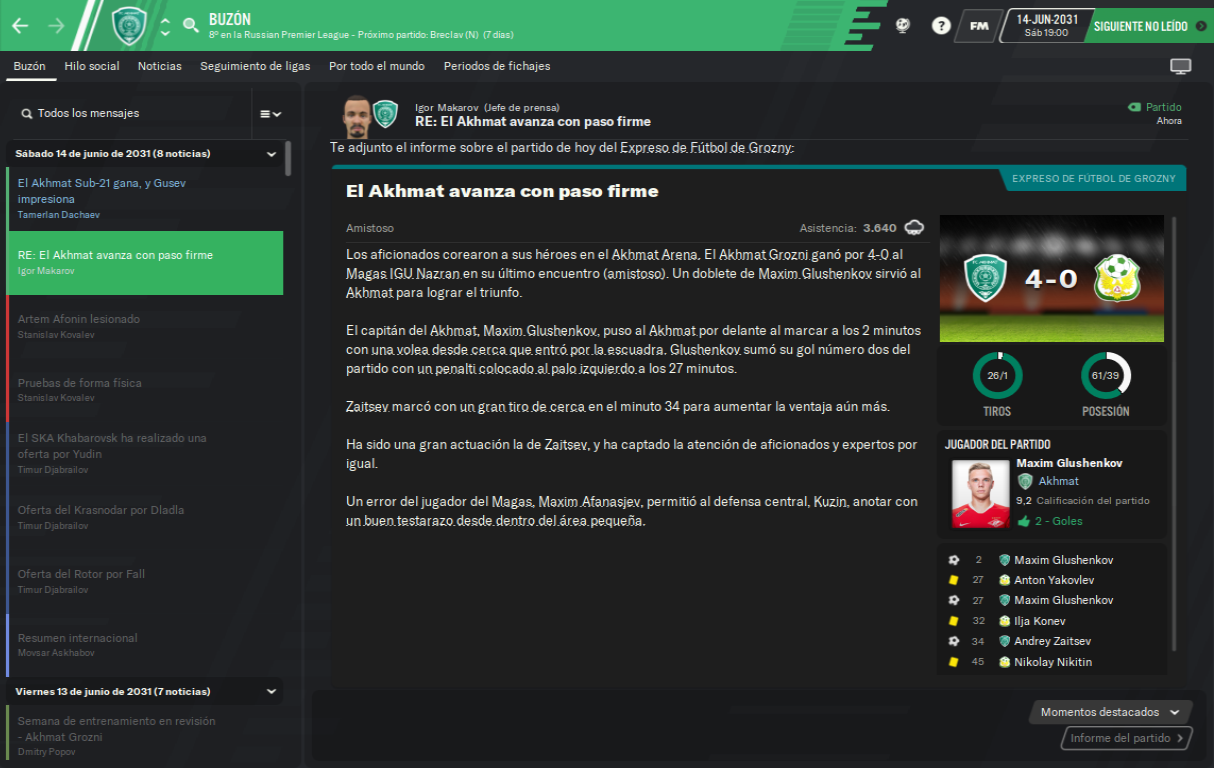 BUZÓN
8º en la Russian Premier League - Próximo partido: Breclav (N) (7 días)
FM
14-JUN-2031
Sáb 19:00
SIGUIENTE NO LEÍDO
Buzón
Hilo social
Noticias
Seguimiento de ligas
Por todo el mundo
Periodos de fichajes
Todos los mensajes
Sábado 14 de junio de 2031 (8 noticias)
El Akhmat Sub-21 gana, y Gusev
impresiona
Tamerlan Dachaev
RE: El Akhmat avanza con paso firme
Igor Makarov
Artem Afonin lesionado
Stanislav Kovalev
Pruebas de forma física
Stanislav Kovalev
El SKA Khabarovsk ha realizado una
oferta por Yudin
Timur Djabrailov
Oferta del Krasnodar por Dladla
Timur Djabrailov
Oferta del Rotor por Fall
Timur Djabrailov
Resumen internacional
Movsar Askhabov
Viernes 13 de junio de 2031 (7 noticias)
Semana de entrenamiento en revisión
- Akhmat Grozni
Dmitry Popov
Igor Makarov (Jefe de prensa)
RE: El Akhmat avanza con paso firme
Partido
Ahora
Te adjunto el informe sobre el partido de hoy del Expreso de Fútbol de Grozny:
EXPRESO DE FÚTBOL DE GROZNY
El Akhmat avanza con paso firme
Amistoso
Asistencia: 3.640
Los aficionados corearon a sus héroes en el Akhmat Arena. El Akhmat Grozni ganó por 4-0 al
Magas IGU Nazran en su último encuentro (amistoso). Un doblete de Maxim Glushenkov sirvió al
Akhmat para lograr el triunfo.
El capitán del Akhmat, Maxim Glushenkov, puso al Akhmat por delante al marcar a los 2 minutos
con una volea desde cerca que entró por la escuadra. Glushenkov sumó su gol número dos del
partido con un penalti colocado al palo izquierdo a los 27 minutos.
Zaitsev marcó con un gran tiro de cerca en el minuto 34 para aumentar la ventaja aún más.
Ha sido una gran actuación la de Zaitsev, y ha captado la atención de aficionados y expertos por
igual.
Un error del jugador del Magas, Maxim Afanasjev, permitió al defensa central, Kuzin, anotar con
un buen testarazo desde dentro del área pequeña.
4-0
26/1
TIROS
61/39
POSESIÓN
JUGADOR DEL PARTIDO
Maxim Glushenkov
Akhmat
9,2 Calificación del partido
2 - Goles
2 Maxim Glushenkov
27 Anton Yakovlev
27 Maxim Glushenkov
32 Ilja Konev
34 Andrey Zaitsev
45 Nikolay Nikitin
Momentos destacados
Informe del partido